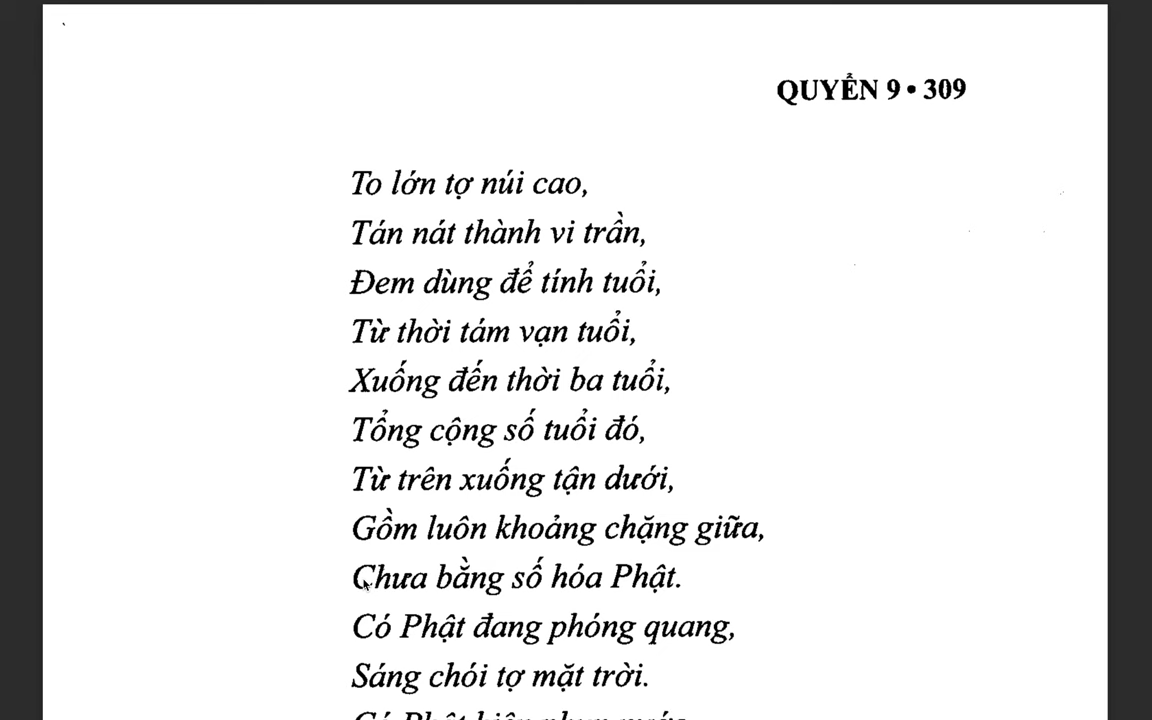 QUYỂN 9 • 309
To lớn tợ núi cao,
Tán nát thành vi trần,
Đem dùng để tính tuổi,
Từ thời tám vạn tuổi,
Xuống đến thời ba tuổi,
Tổng cộng số tuổi đó,
Từ trên xuống tận dưới,
Gồm luôn khoảng chặng giữa,
Chưa bằng số hóa Phật.
Có Phật đang phóng quang,
Sáng chói tợ mặt trời.